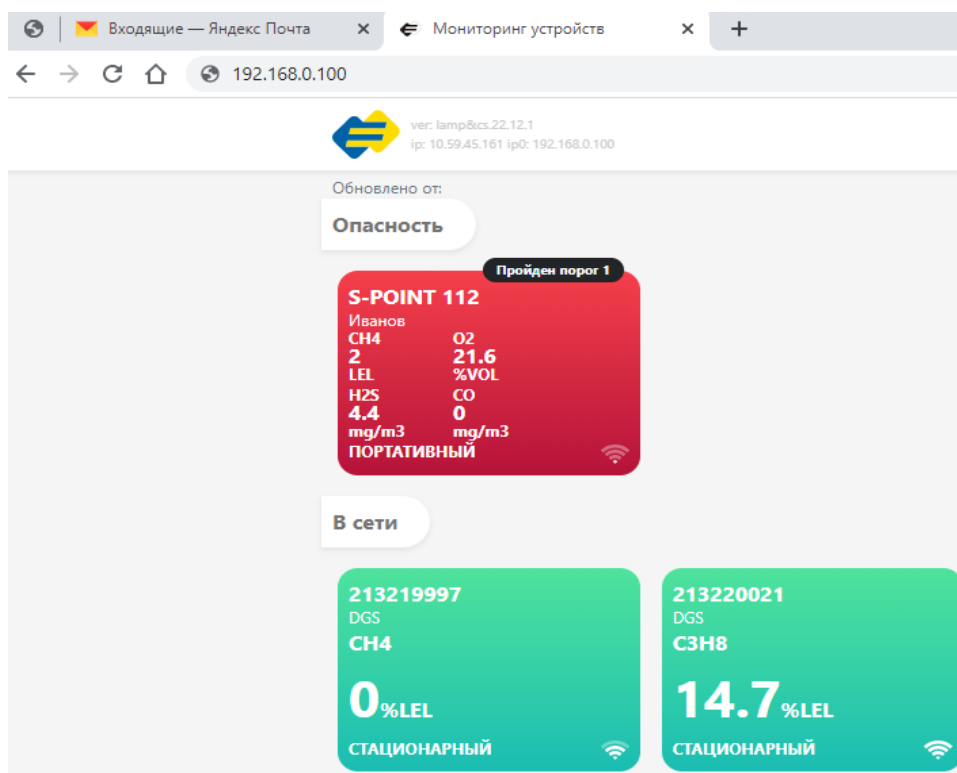 Входящие — Яндекс Почта
Мониторинг устройств
192.168.0.100
ver: lamp&cs.22.12.1
ip: 10.59.45.161 ip0: 192.168.0.100
Обновлено от:
Опасность
Пройден порог 1
S-POINT 112
Иванов
CH4 O2
2 21.6
LEL %VOL
H2S CO
4.4 0
mg/m3 mg/m3
ПОРТАТИВНЫЙ
В сети
213219997
DGS
CH4
0%LEL
СТАЦИОНАРНЫЙ
213220021
DGS
C3H8
14.7%LEL
СТАЦИОНАРНЫЙ